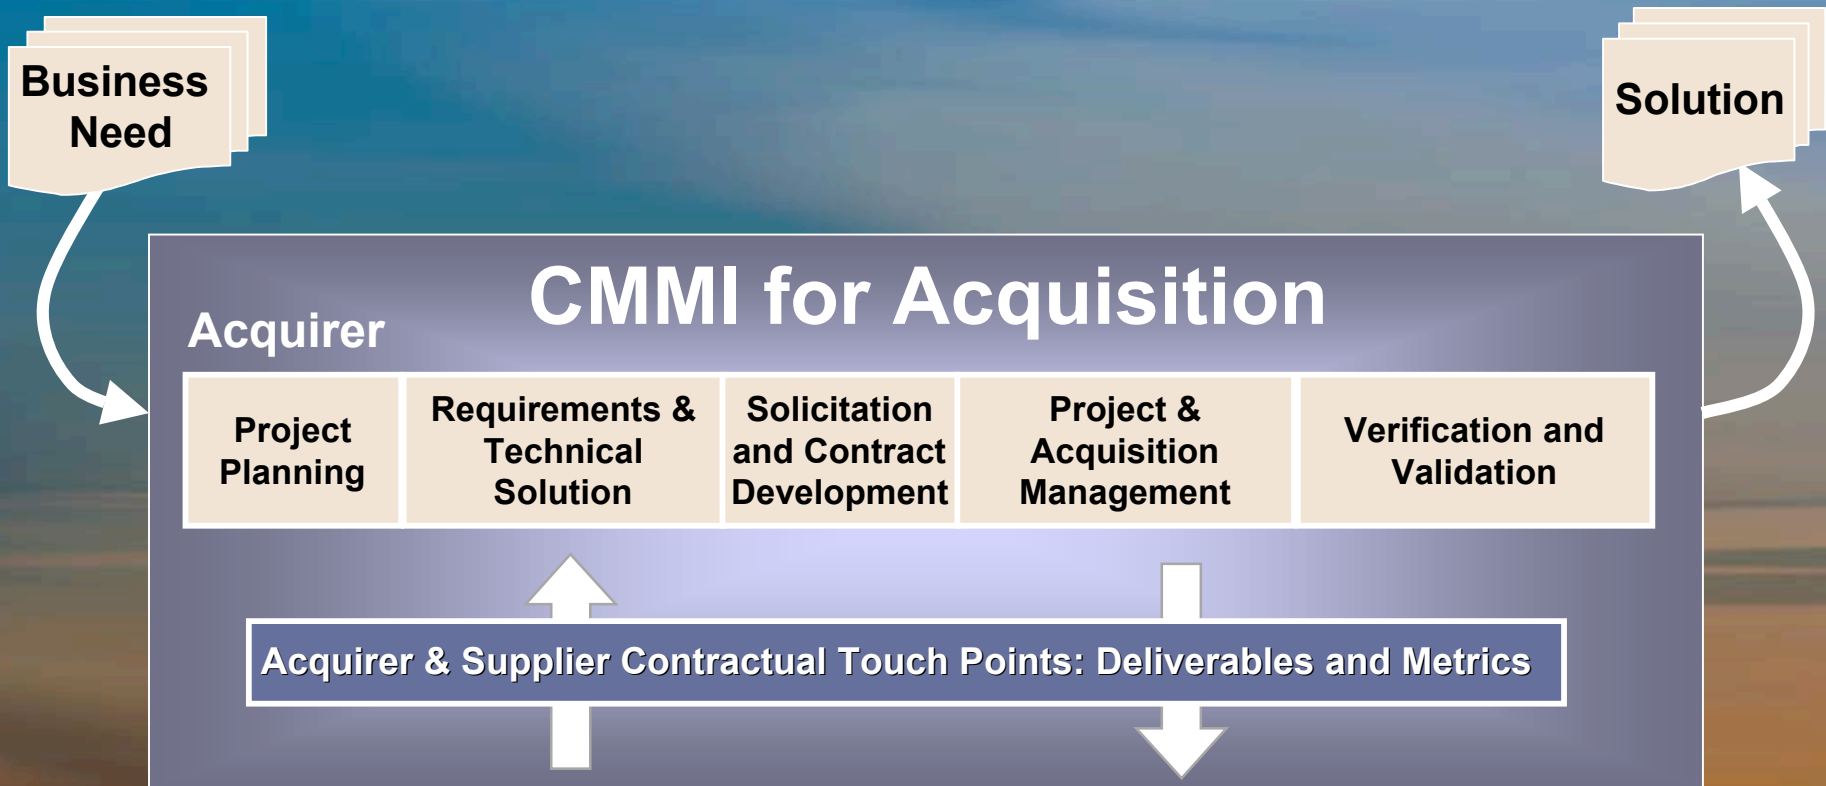 Business
Need
Solution
CMMI for Acquisition
Acquirer
Project
Planning
Requirements &
Technical
Solution
Solicitation
and Contract
Development
Project &
Acquisition
Management
Verification and
Validation
Acquirer & Supplier Contractual Touch Points: Deliverables and Metrics